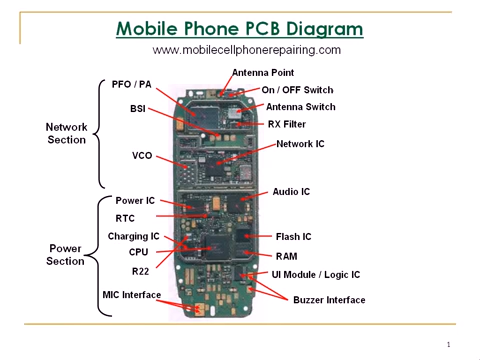 Mobile Phone PCB Diagram
www.mobilecellphonerepairing.com
Antenna Point
PFO / PA
On / OFF Switch
BSI
Antenna Switch
RX Filter
Network
Section
Network IC
VCO
Audio IC
Power IC
RTC
Charging IC
Flash IC
Power
Section
CPU
RAM
R22
UI Module / Logic IC
MIC Interface
Buzzer Interface
1